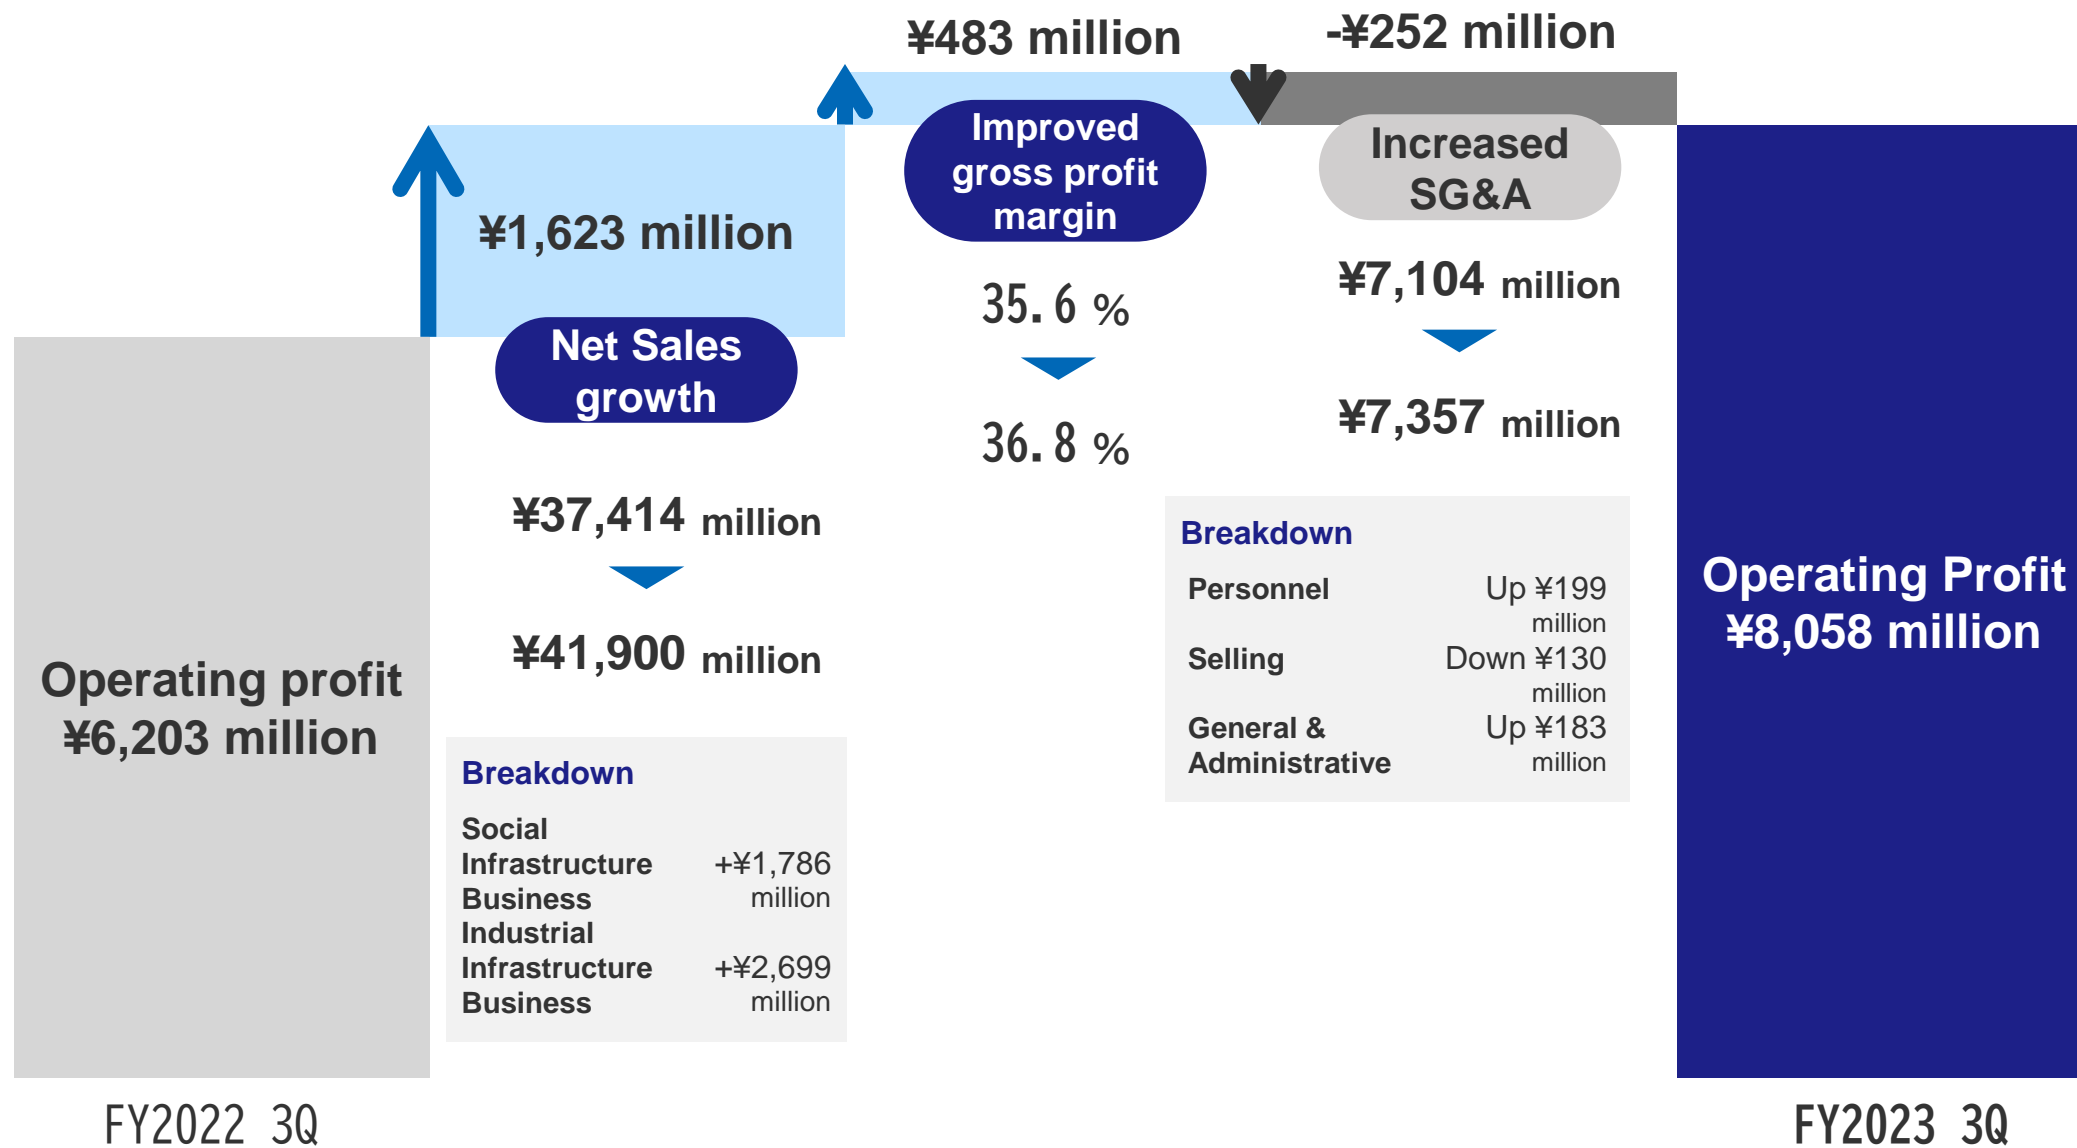 Operating profit
¥6,203 million
FY2022 3Q
¥1,623 million
Net Sales
growth
¥37,414 million
¥41,900 million
Breakdown
Social
Infrastructure +¥1,786
Business million
Industrial
Infrastructure +¥2,699
Business million
¥483 million
Improved
gross profit
margin
35.6 %
36.8 %
-¥252 million
Increased
SG&A
¥7,104 million
¥7,357 million
Breakdown
Personnel Up ¥199
million
Selling Down ¥130
million
General & Up ¥183
Administrative million
Operating Profit
¥8,058 million
FY2023 3Q